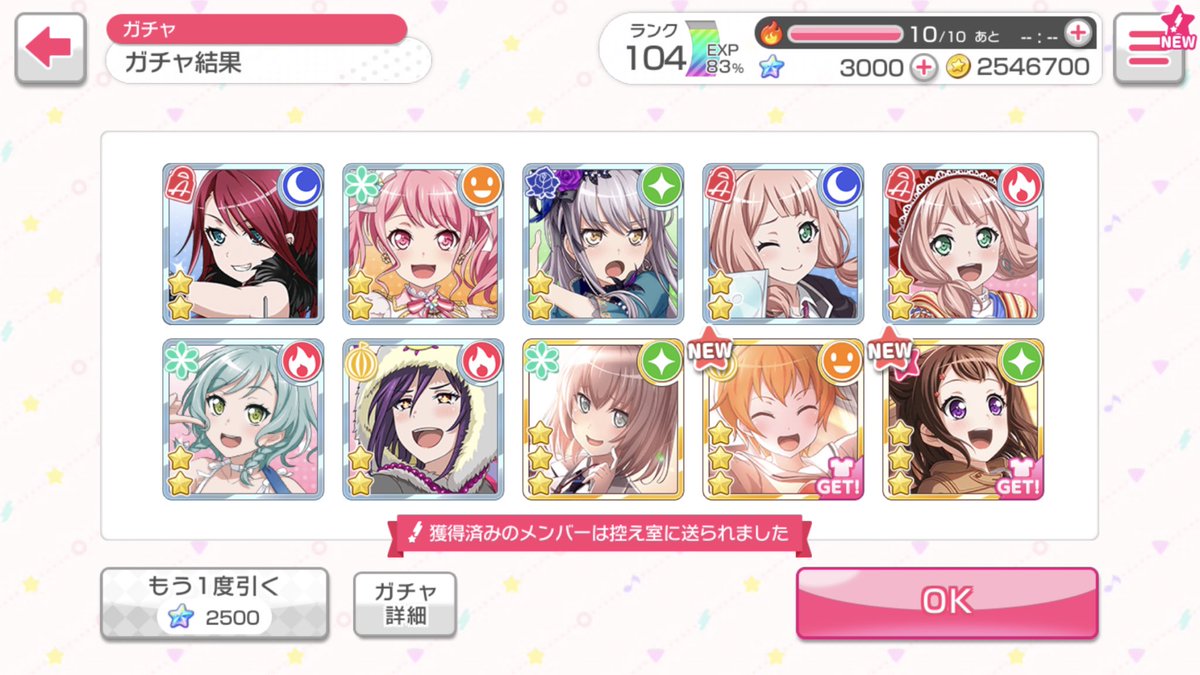 ガチャ
ガチャ結果
ランク
104
EXP
83%
10/10 あと --:--
3000
2546700
NEW
NEW
NEW
GET!
GET!
獲得済みのメンバーは控え室に送られました
もう1度引く
2500
ガチャ
詳細
OK